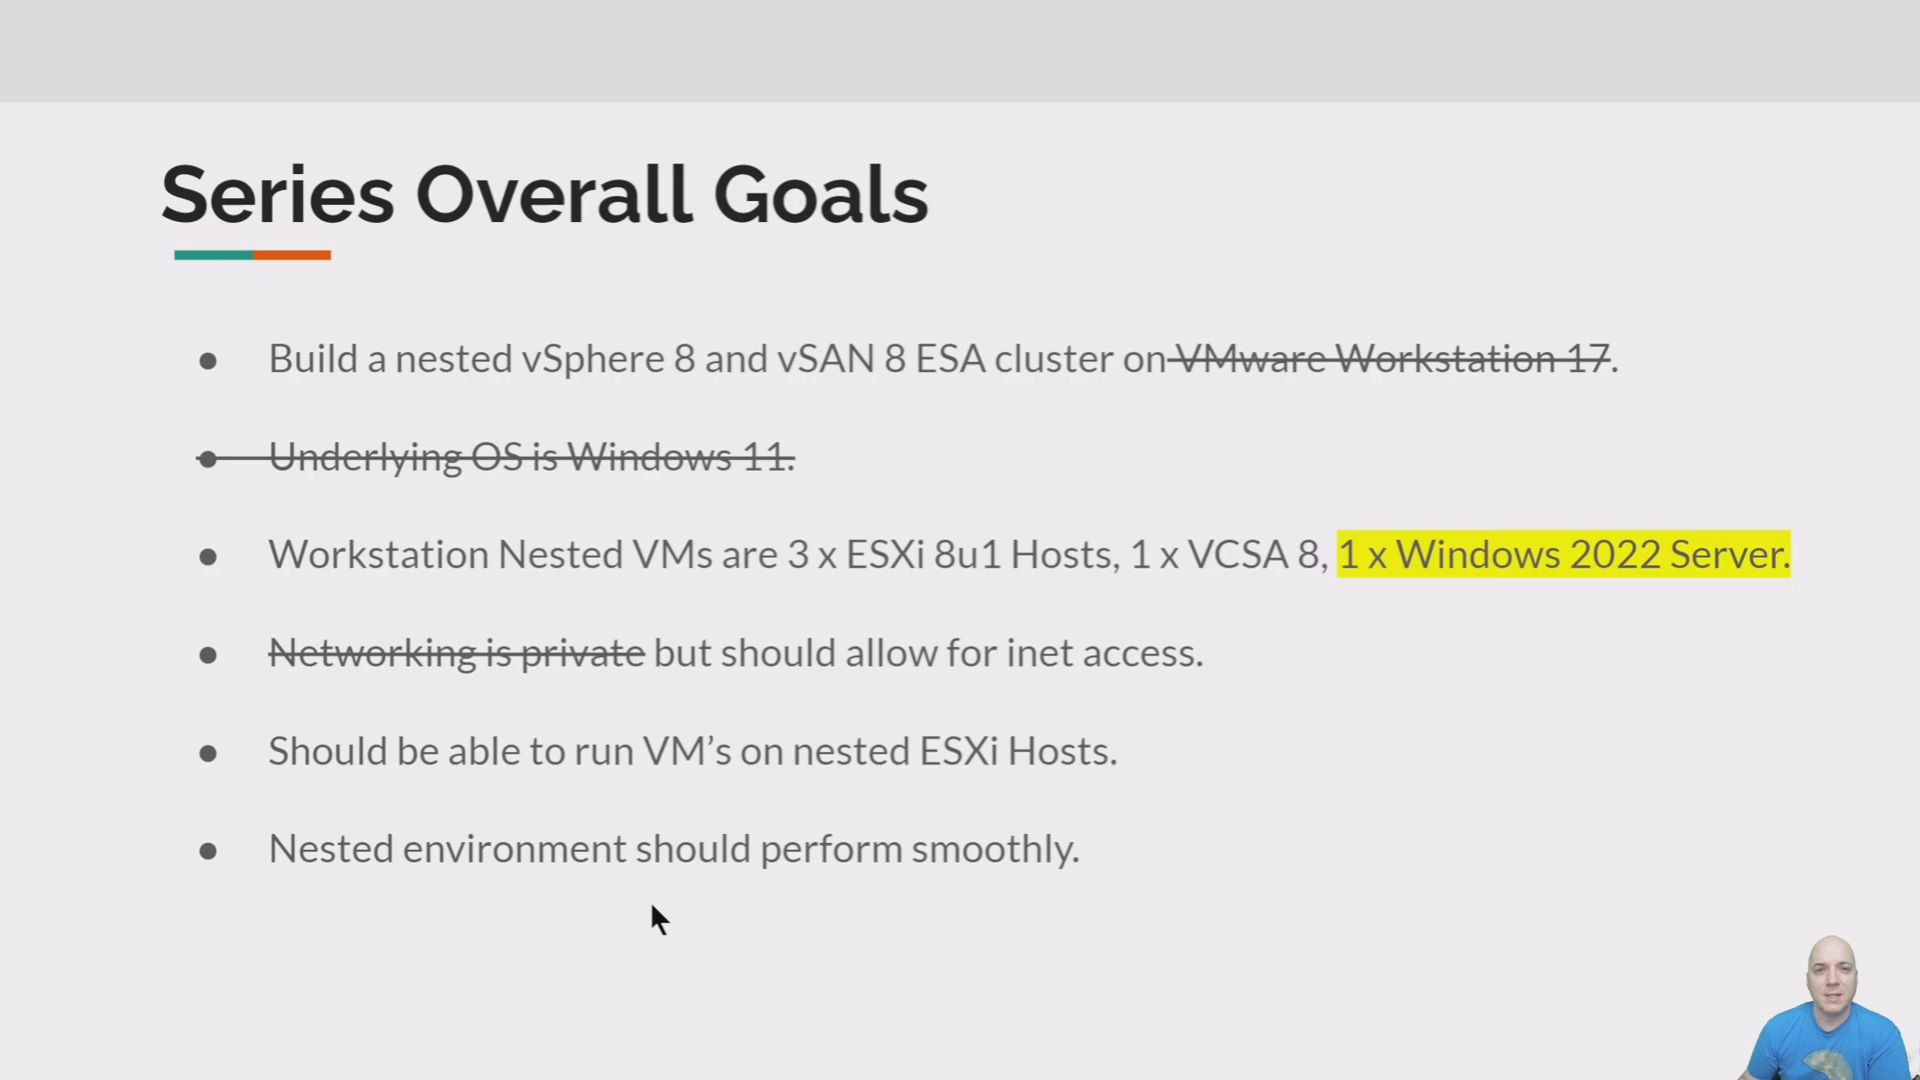 Series Overall Goals
● Build a nested vSphere 8 and vSAN 8 ESA cluster on VMware Workstation 17.
● Underlying OS is Windows 11.
● Workstation Nested VMs are 3 x ESXi 8u1 Hosts, 1 x VCSA 8, 1 x Windows 2022 Server.
● Networking is private but should allow for inet access.
● Should be able to run VM’s on nested ESXi Hosts.
● Nested environment should perform smoothly.